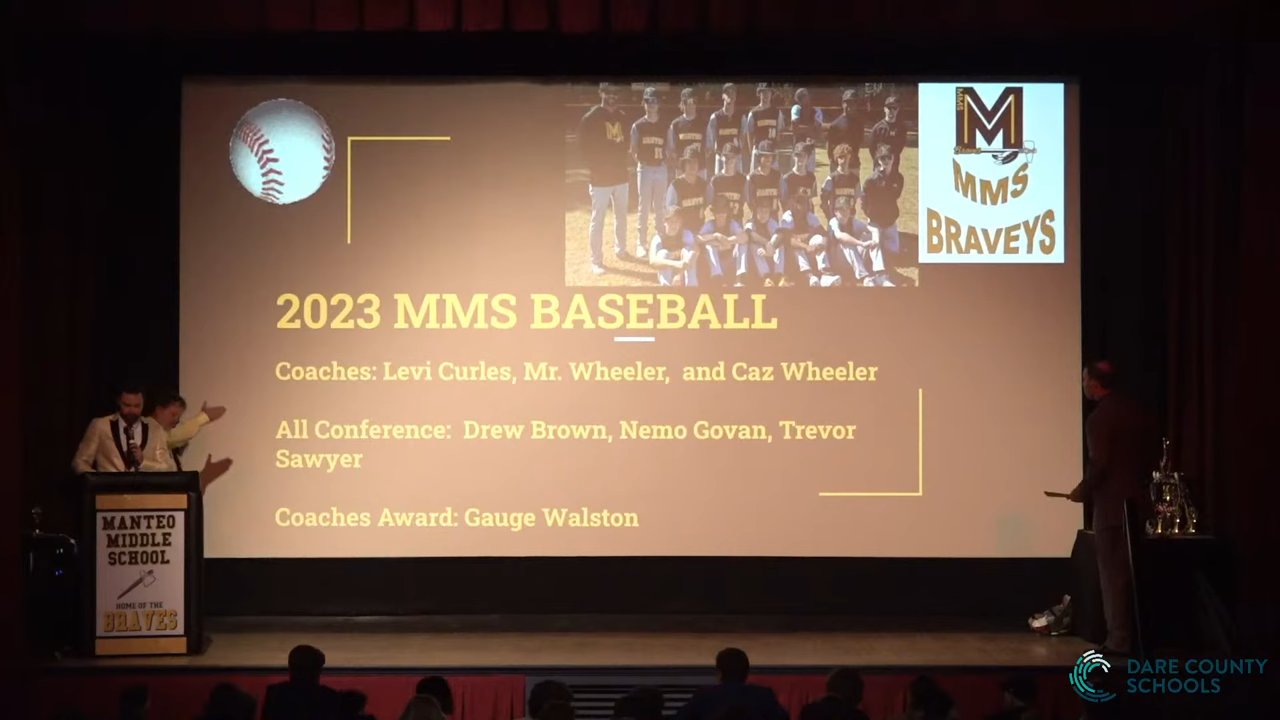 MMS
M
MMS
BRAVEYS
2023 MMS BASEBALL
Coaches: Levi Curles, Mr. Wheeler, and Caz Wheeler
All Conference: Drew Brown, Nemo Govan, Trevor
Sawyer
Coaches Award: Gauge Walston
MANTEO
MIDDLE
SCHOOL
HOME OF THE
BRAVES
DARE COUNTY
SCHOOLS